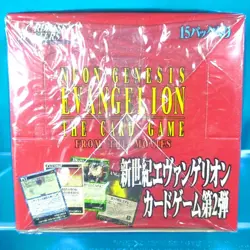 15パック入り
NEON GENESIS
EVANGELION
THE CARD GAME
FROM THE MOVIES
新世紀エヴァンゲリオン
カードゲーム第2弾